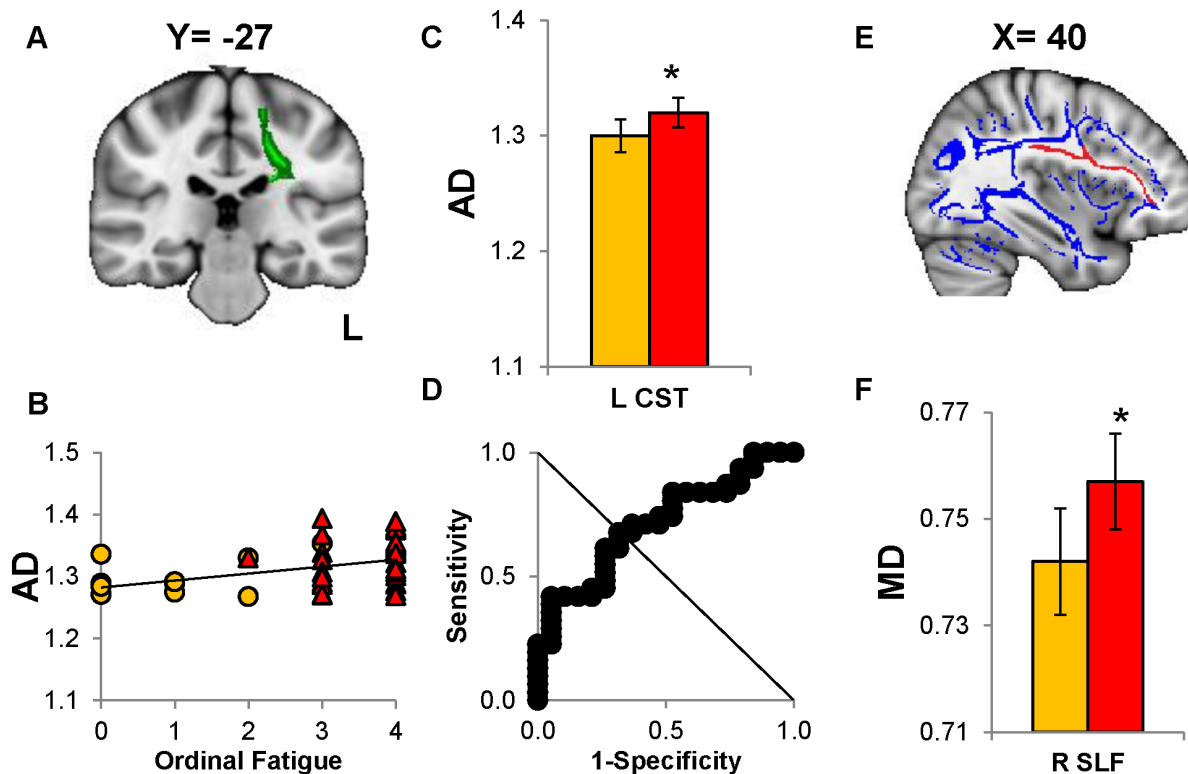 A
Y= -27
L
B
1.5
1.4
1.3
1.2
1.1
AD
0 1 2 3 4
Ordinal Fatigue
C
1.4
1.3
1.2
1.1
AD
*
L CST
D
1.0
0.5
0.0
Sensitivity
0.0 0.5 1.0
1-Specificity
E
X= 40
F
0.77
0.75
0.73
0.71
MD
*
R SLF